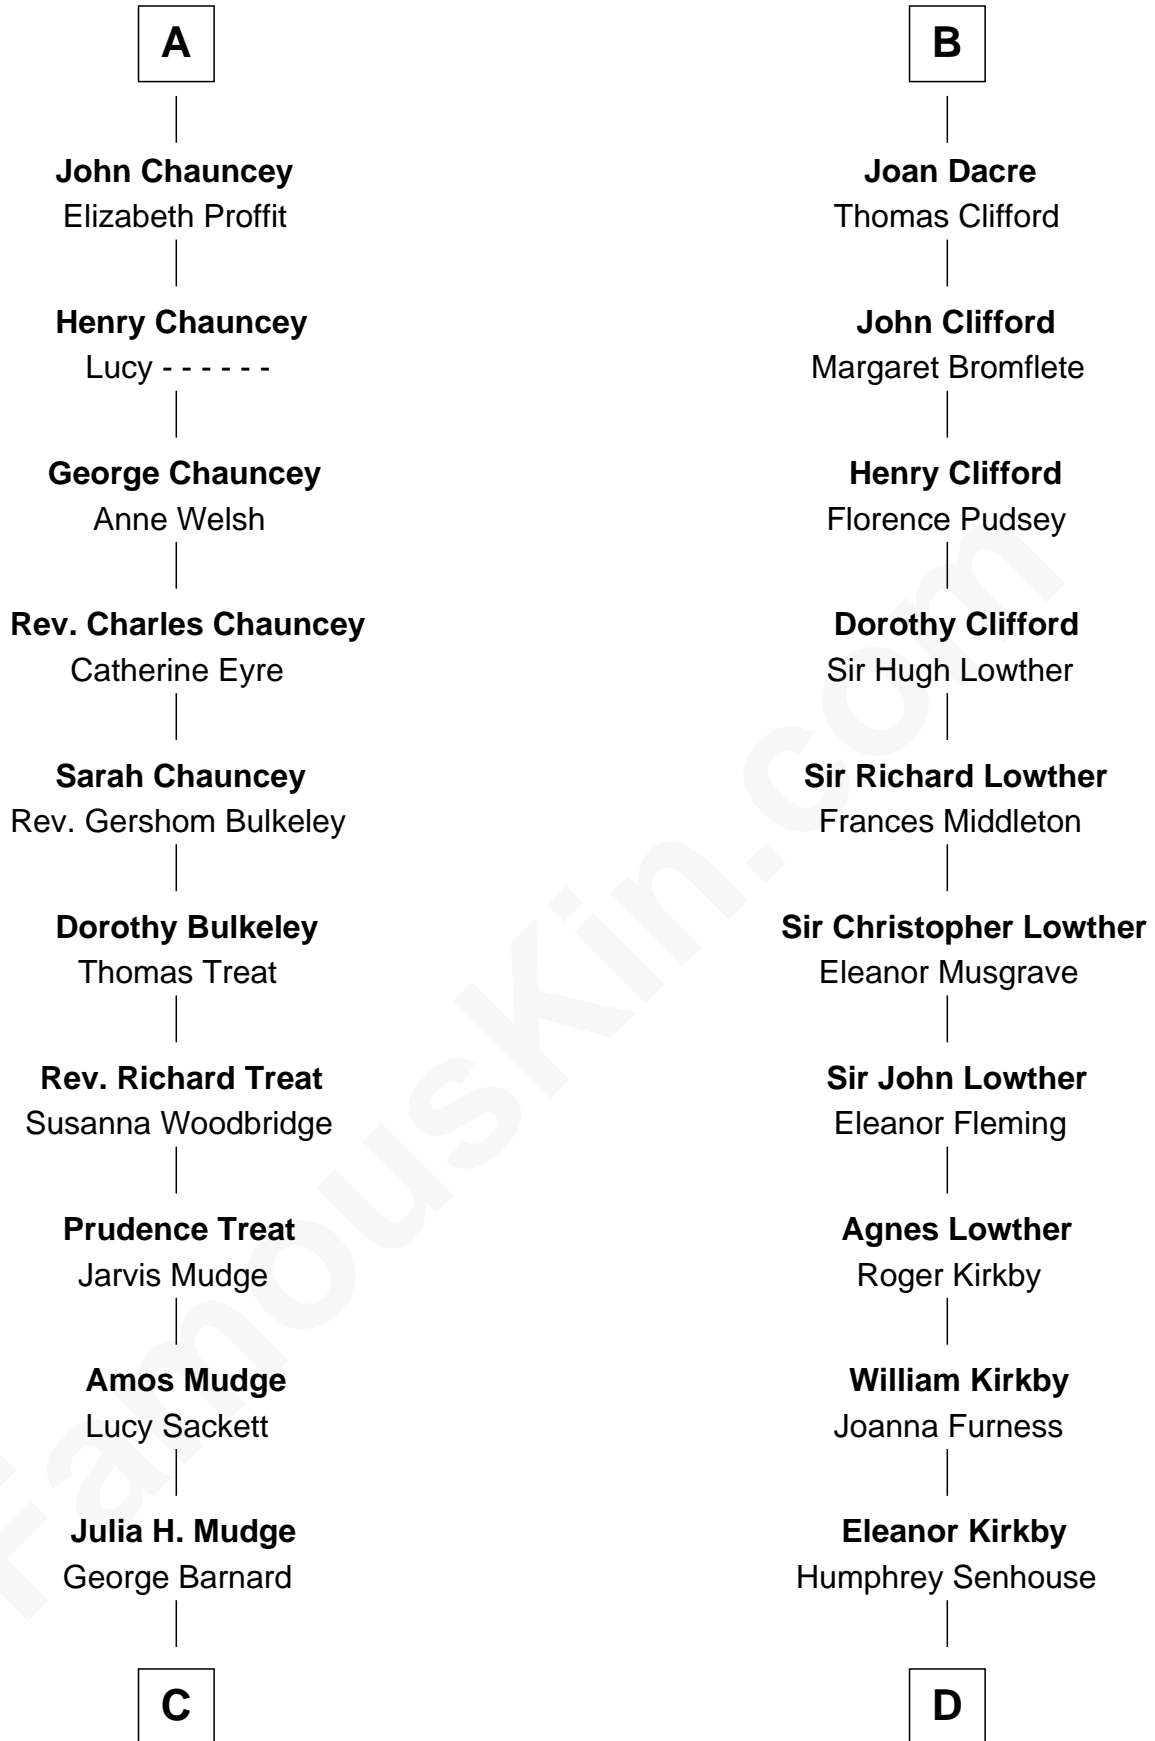 A
John Chauncey
Elizabeth Proffit
Henry Chauncey
Lucy - - - - - -
George Chauncey
Anne Welsh
Rev. Charles Chauncey
Catherine Eyre
Sarah Chauncey
Rev. Gershom Bulkeley
Dorothy Bulkeley
Thomas Treat
Rev. Richard Treat
Susanna Woodbridge
Prudence Treat
Jarvis Mudge
Amos Mudge
Lucy Sackett
Julia H. Mudge
George Barnard
C
B
Joan Dacre
Thomas Clifford
John Clifford
Margaret Bromflete
Henry Clifford
Florence Pudsey
Dorothy Clifford
Sir Hugh Lowther
Sir Richard Lowther
Frances Middleton
Sir Christopher Lowther
Eleanor Musgrave
Sir John Lowther
Eleanor Fleming
Agnes Lowther
Roger Kirkby
William Kirkby
Joanna Furness
Eleanor Kirkby
Humphrey Senhouse
D
FamousKin.com